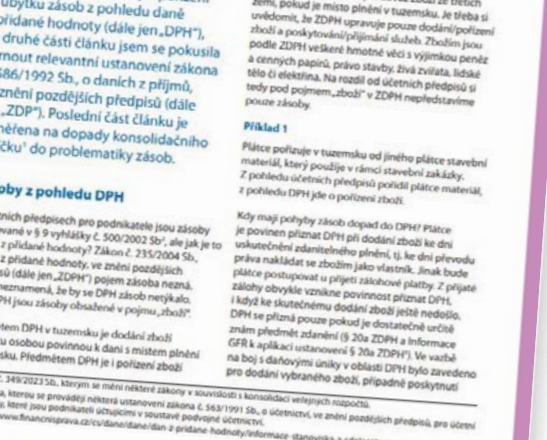 úbytku zásob z pohledu daně
přidané hodnoty (dále jen „DPH"),
druhé části článku jsem se pokusila
rnout relevantní ustanovení zákona
586/1992 Sb., o daních z příjmů,
znění pozdějších předpisů (dále
„ZDP"). Poslední část článku je
měřena na dopady konsolidačního
íčku¹ do problematiky zásob.
oby z pohledu DPH
tních předpisech pro podnikatele jsou zásoby
ované v § 9 vyhlášky č. 500/2002 Sb², ale jak je to
z přidané hodnoty? Zákon č. 235/2004 Sb.,
z přidané hodnoty, ve znění pozdějších
sů (dále jen „ZDPH") pojem zásoba nezná.
neznamená, že by se DPH zásob netýkalo.
PH jsou zásoby obsažené v pojmu „zboží".
ětem DPH v tuzemsku je dodání zboží
u osobou povinnou k dani s místem plnění
sku. Předmětem DPH je i pořízení zboží
zemi, pokud je místo plnění v tuzemsku. Je třeba si
uvědomit, že ZDPH upravuje pouze dodání/pořízení
zboží a poskytování/přijímání služeb. Zbožím jsou
podle ZDPH veškeré hmotné věci s výjimkou peněz
a cenných papírů, právo stavby, živá zvířata, lidské
tělo či elektřina. Na rozdíl od účetních předpisů si
tedy pod pojmem „zboží" v ZDPH nepředstavíme
pouze zásoby.
Příklad 1
Plátce pořizuje v tuzemsku od jiného plátce stavební
materiál, který použije v rámci stavební zakázky.
Z pohledu účetních předpisů pořídil plátce materiál,
z pohledu DPH jde o pořízení zboží.
Kdy mají pohyby zásob dopad do DPH? Plátce
je povinen přiznat DPH při dodání zboží ke dni
uskutečnění zdanitelného plnění, tj. ke dni převodu
práva nakládat se zbožím jako vlastník. Jinak bude
plátce postupovat u přijetí zálohové platby. Z přijaté
zálohy obvykle vznikne povinnost přiznat DPH,
i když ke skutečnému dodání zboží ještě nedošlo.
DPH se přizná pouze pokud je dostatečně určitě
znám předmět zdanění (§ 20a ZDPH a Informace
GFŘ k aplikaci ustanovení § 20a ZDPH³). Ve vazbě
na boj s daňovými úniky v oblasti DPH bylo zavedeno
pro dodání vybraného zboží, případně poskytnutí
č. 349/2023 Sb., kterým se mění některé zákony v souvislosti s konsolidací veřejných rozpočtů.
a, kterou se provádějí některá ustanovení zákona č. 563/1991 Sb., o účetnictví, ve znění pozdějších předpisů, pro účetní
y, které jsou podnikateli účtujícími v soustavě podvojného účetnictví.
www.financnisprava.cz/cs/dane/dane/dan-z-pridane-hodnoty/informace-stanoviska-a-